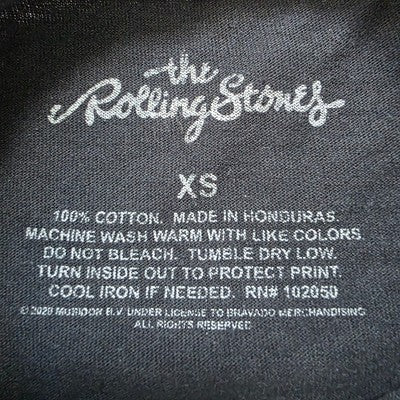 the
Rolling Stones
XS
100% COTTON. MADE IN HONDURAS.
MACHINE WASH WARM WITH LIKE COLORS.
DO NOT BLEACH. TUMBLE DRY LOW.
TURN INSIDE OUT TO PROTECT PRINT.
COOL IRON IF NEEDED. RN# 102050
© 2020 MUSIDOR B.V. UNDER LICENSE TO BRAVADO MERCHANDISING
ALL RIGHTS RESERVED